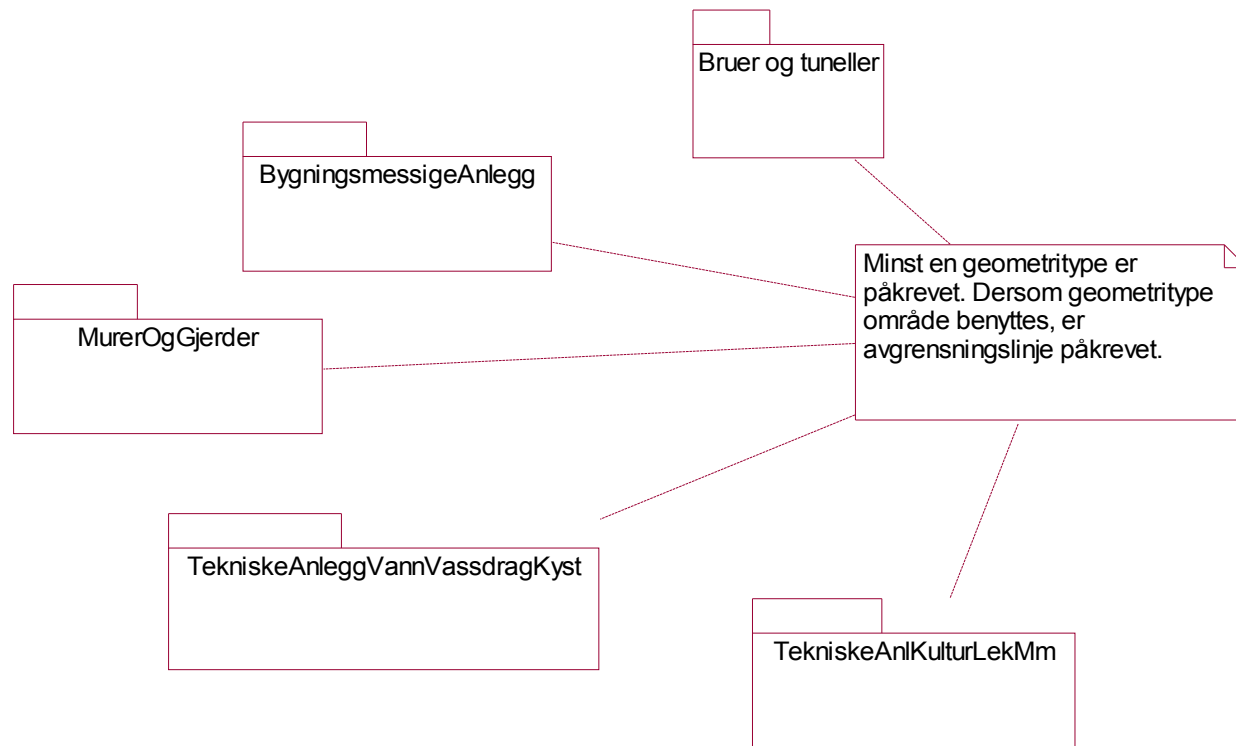 Bruer og tuneller
BygningsmessigeAnlegg
Minst en geometritype er
påkrevet. Dersom geometritype
område benyttes, er
avgrensningslinje påkrevet.
MurerOgGjerder
TekniskeAnleggVannVassdragKyst
TekniskeAnlKulturLekMm